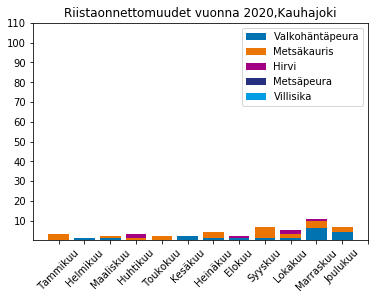 Riistaonnettomuudet vuonna 2020,Kauhajoki
110
100
90
80
70
60
50
40
30
20
10
Valkohäntäpeura
Metsäkauris
Hirvi
Metsäpeura
Villisika
Tammikuu
Helmikuu
Maaliskuu
Huhtikuu
Toukokuu
Kesäkuu
Heinäkuu
Elokuu
Syyskuu
Lokakuu
Marraskuu
Joulukuu